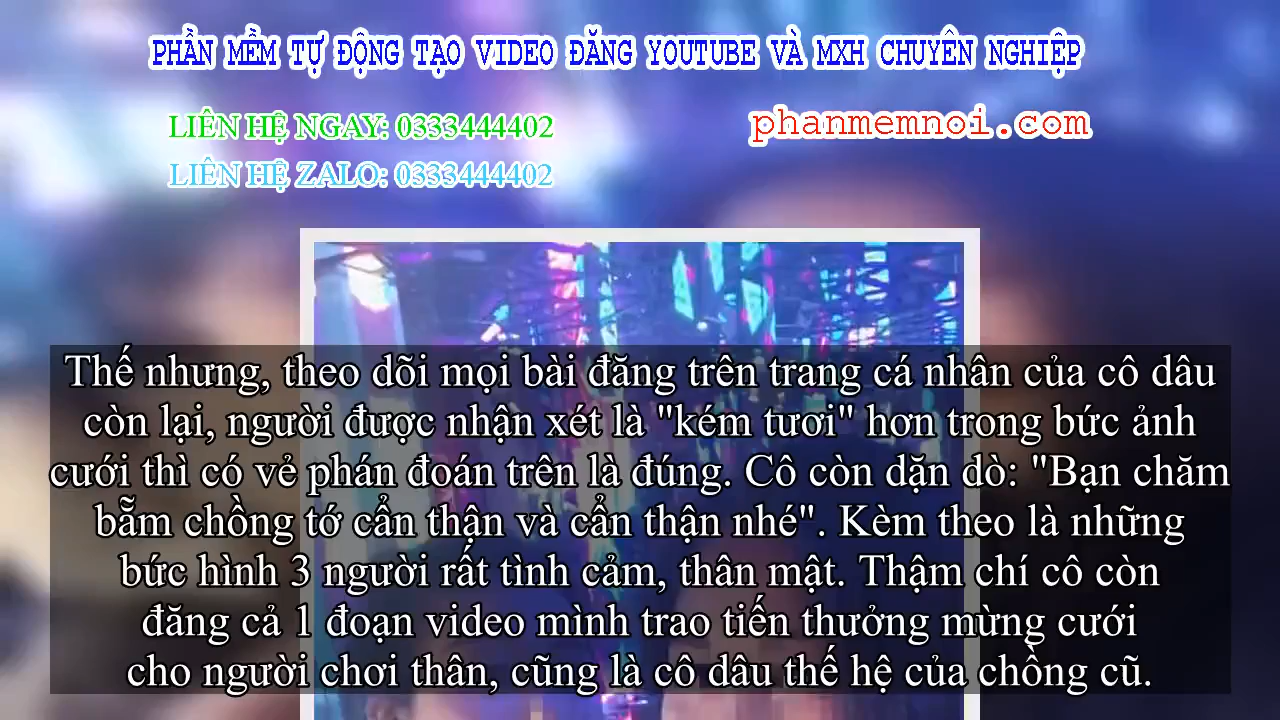 PHẦN MỀM TỰ ĐỘNG TẠO VIDEO ĐĂNG YOUTUBE VÀ MXH CHUYÊN NGHIỆP
LIÊN HỆ NGAY: 0333444402
phanmemnoi.com
LIÊN HỆ ZALO: 0333444402
Thế nhưng, theo dõi mọi bài đăng trên trang cá nhân của cô dâu
còn lại, người được nhận xét là "kém tươi" hơn trong bức ảnh
cưới thì có vẻ phán đoán trên là đúng. Cô còn dặn dò: "Bạn chăm
bẵm chồng tớ cẩn thận và cẩn thận nhé". Kèm theo là những
bức hình 3 người rất tình cảm, thân mật. Thậm chí cô còn
đăng cả 1 đoạn video mình trao tiến thưởng mừng cưới
cho người chơi thân, cũng là cô dâu thế hệ của chồng cũ.